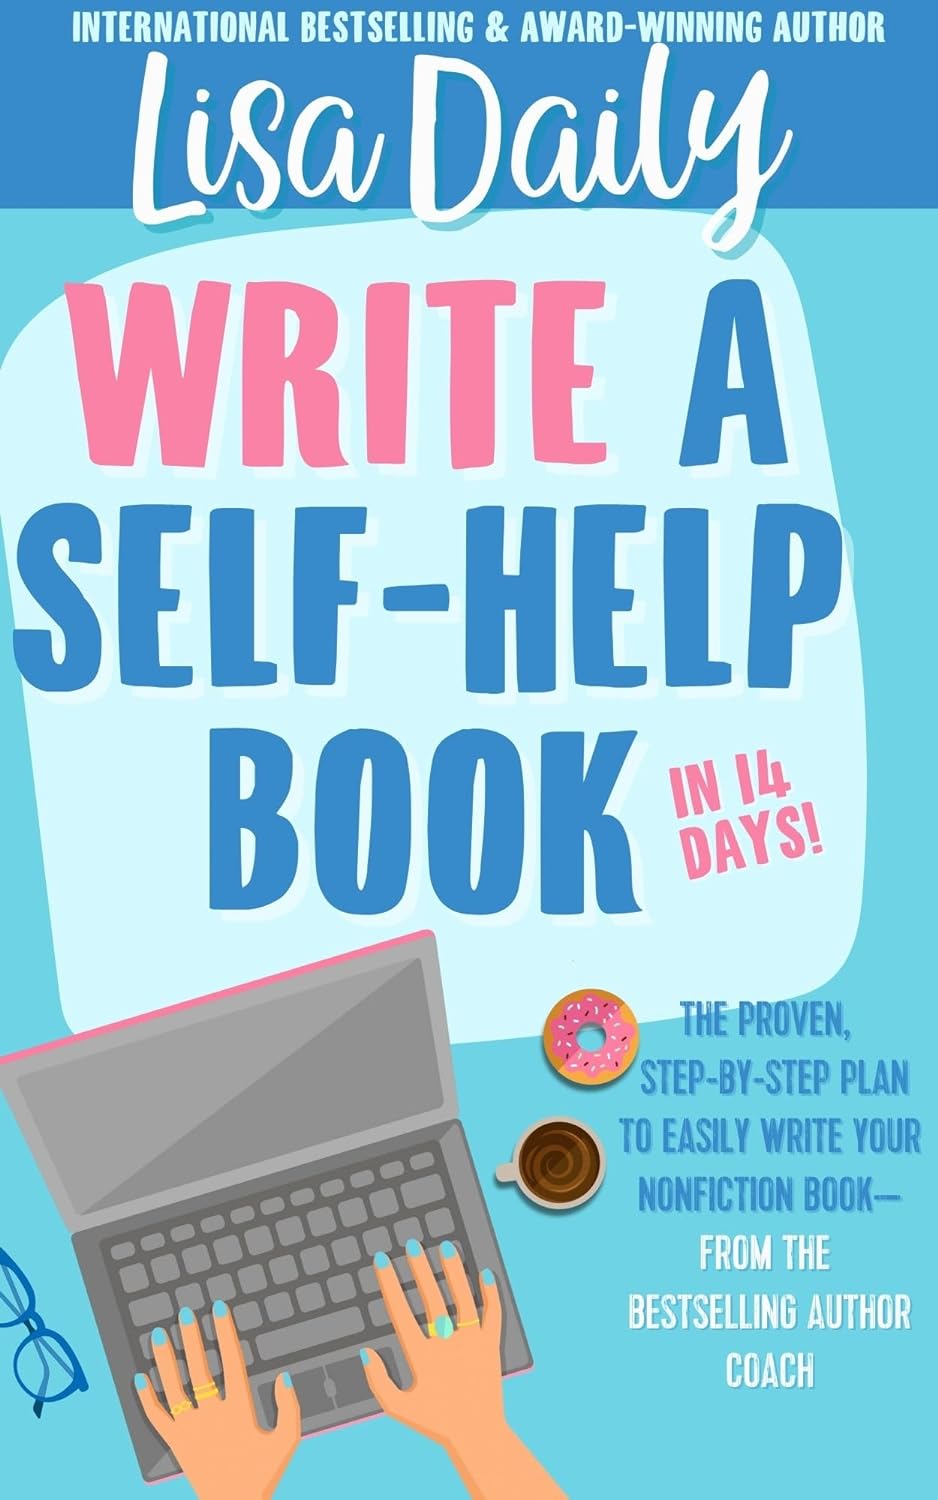 INTERNATIONAL BESTSELLING & AWARD-WINNING AUTHOR
Lisa Daily
WRITE A
SELF-HELP
BOOK
IN 14
DAYS!
THE PROVEN,
STEP-BY-STEP PLAN
TO EASILY WRITE YOUR
NONFICTION BOOK—
FROM THE
BESTSELLING AUTHOR
COACH